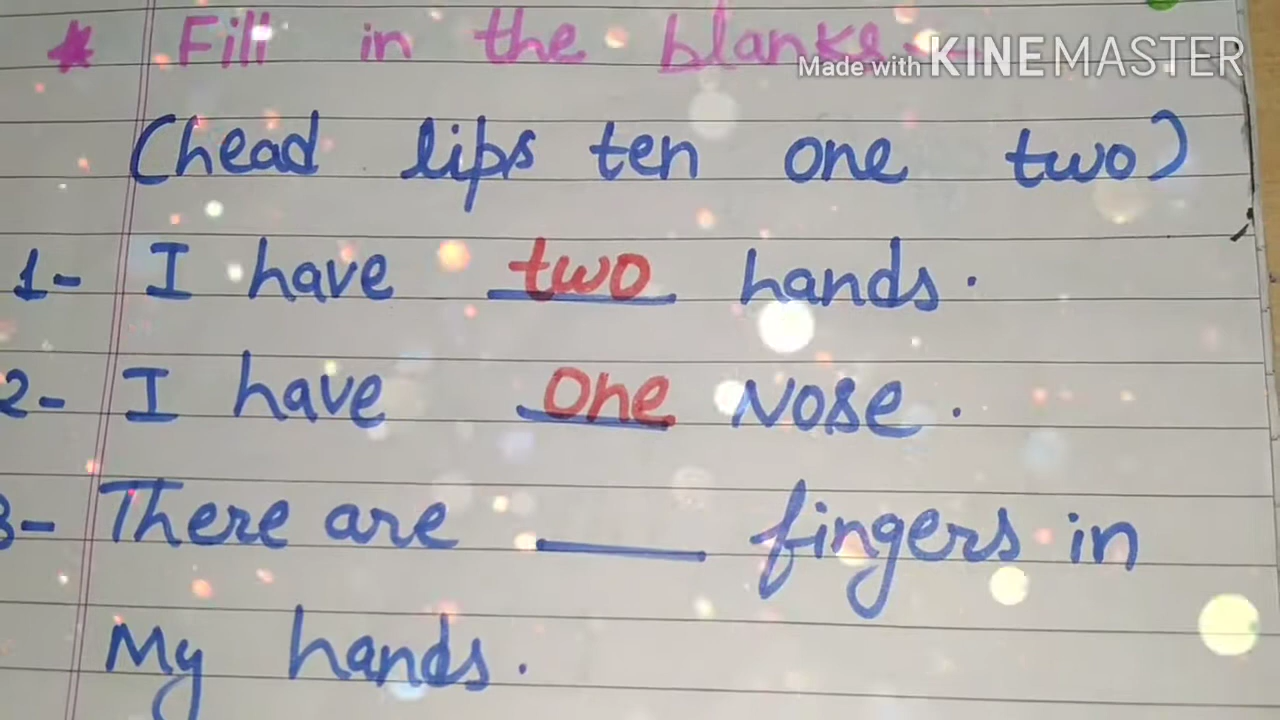 * Fill in the blanks:-
Made with KINEMASTER
(head lips ten one two)
1- I have two hands.
2- I have one Nose.
3- There are ____ fingers in
My hands.